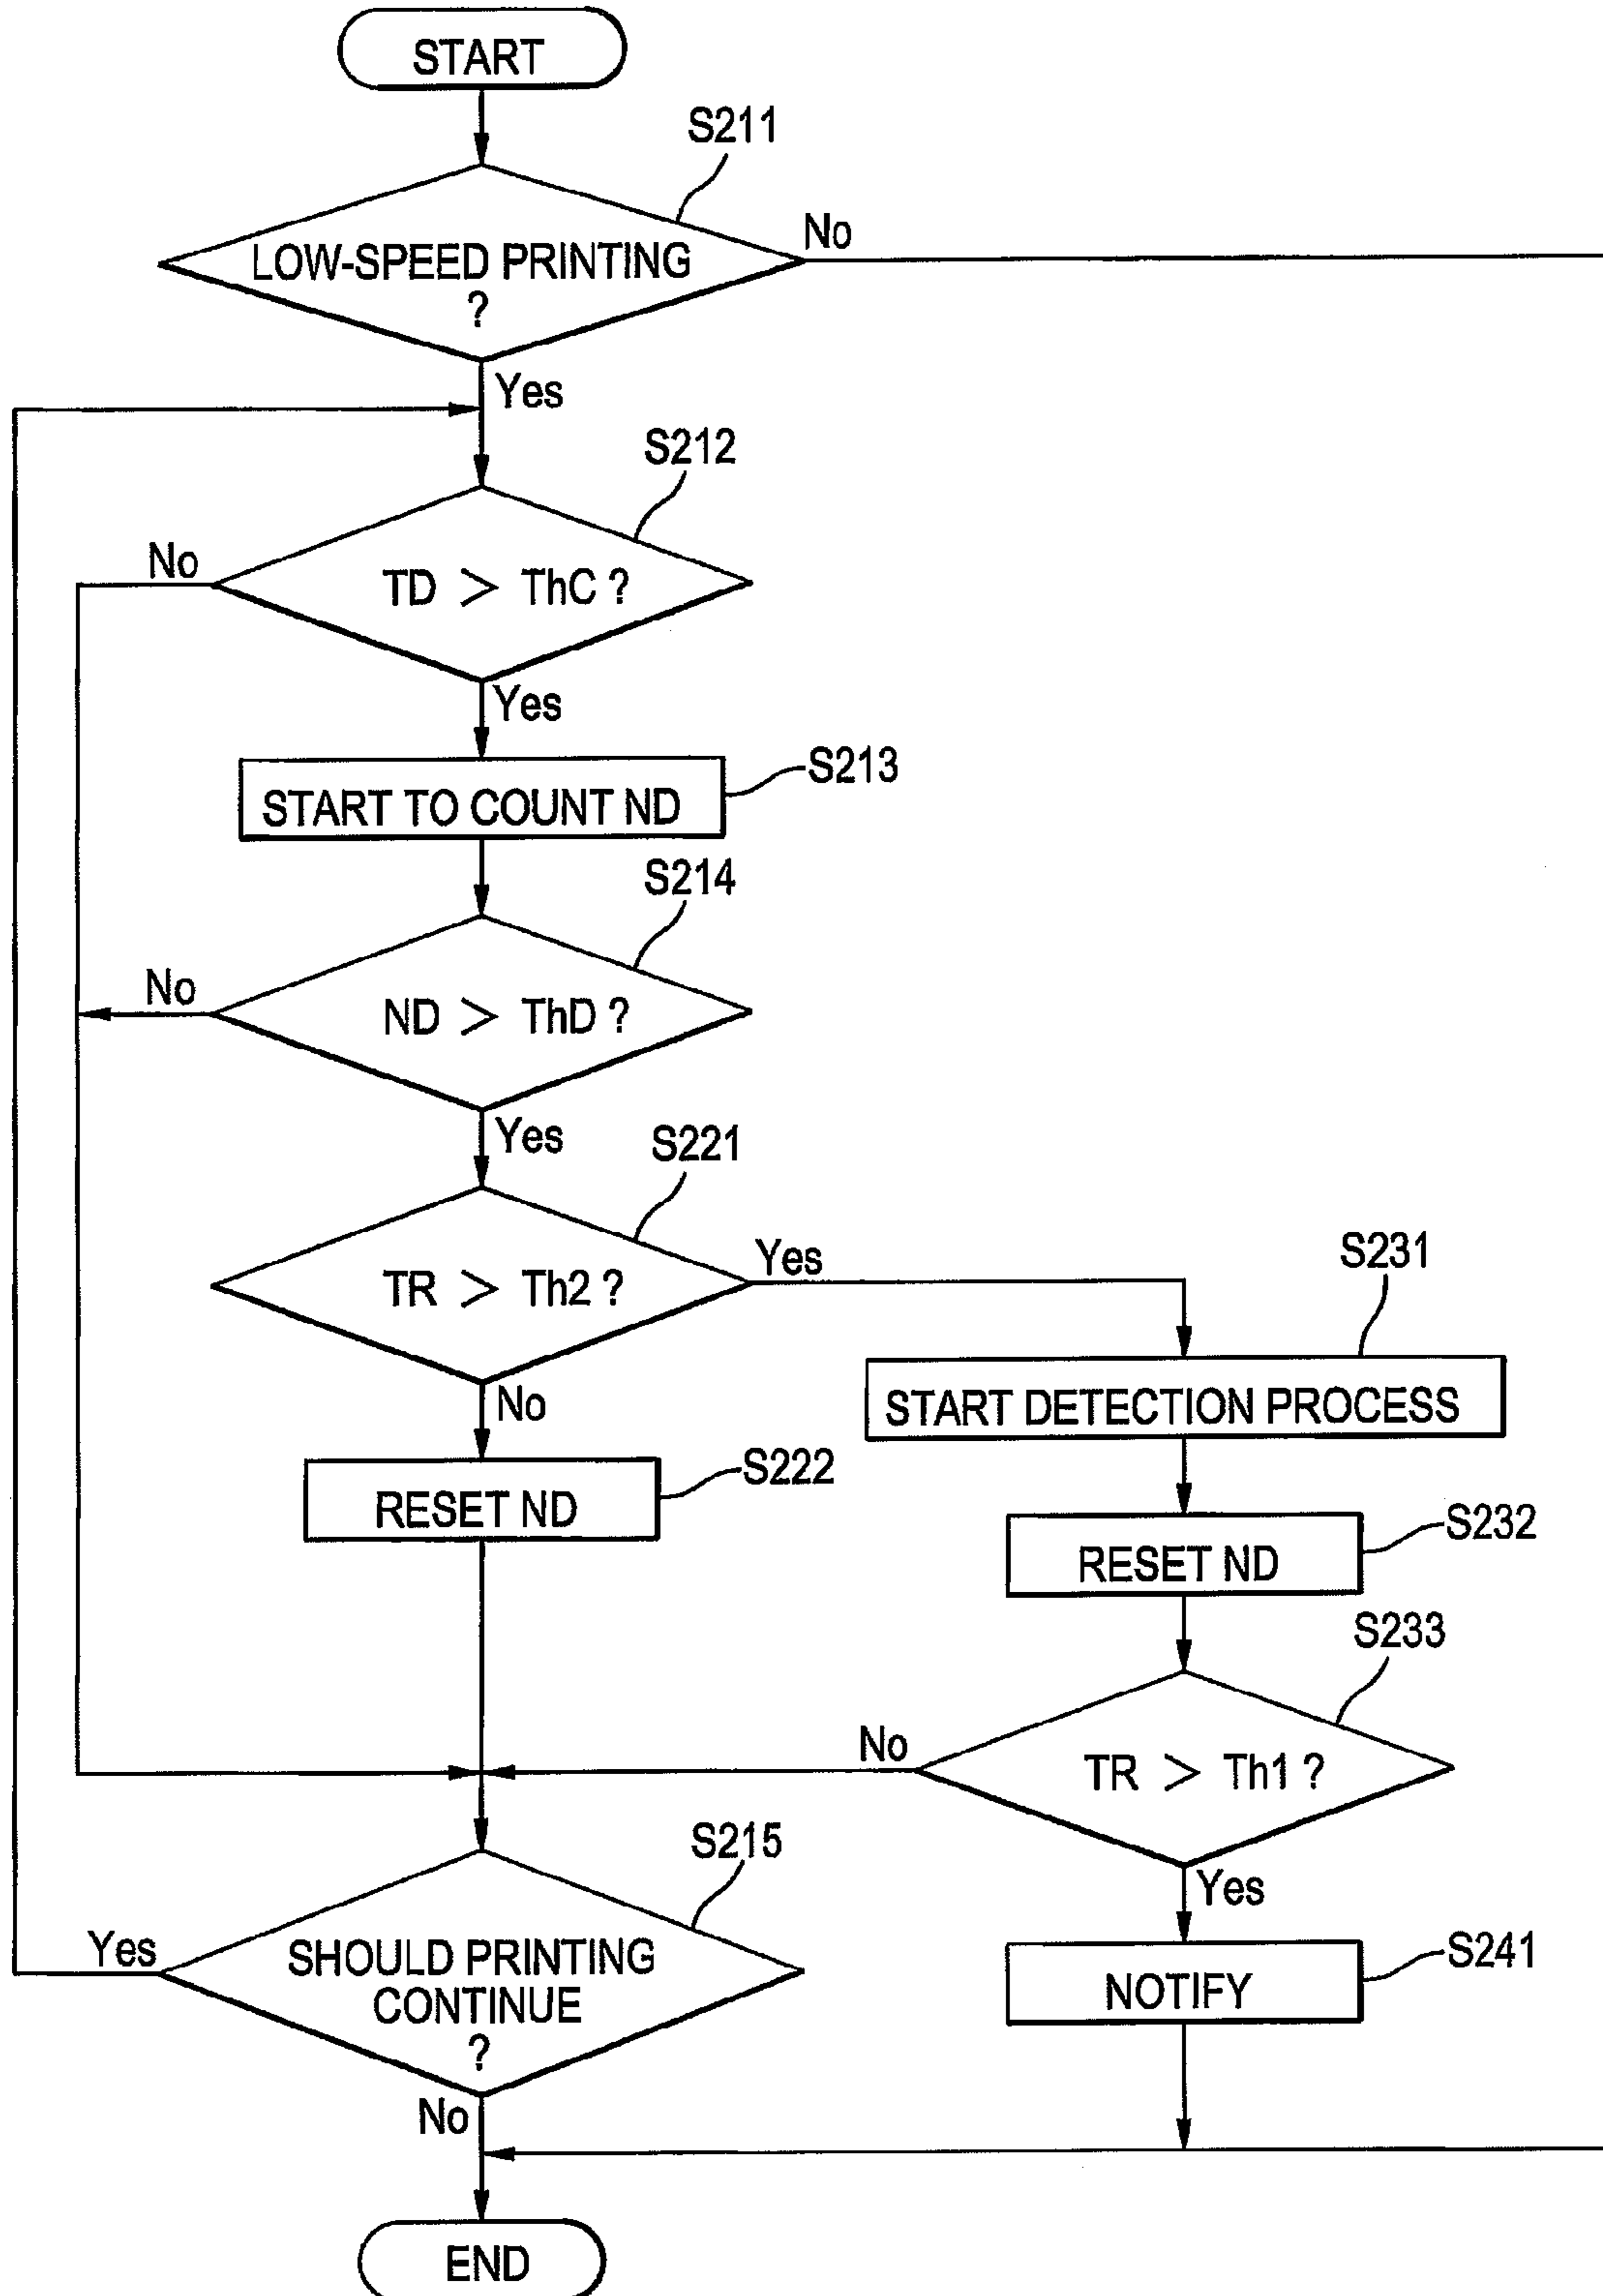 START
S211
LOW-SPEED PRINTING
?
No
Yes
S212
No
TD > ThC ?
Yes
S213
START TO COUNT ND
S214
No
ND > ThD ?
Yes
S221
Yes
TR > Th2 ?
No
S231
START DETECTION PROCESS
S222
RESET ND
S232
RESET ND
S233
No
TR > Th1 ?
Yes
S215
Yes
SHOULD PRINTING
CONTINUE
?
No
S241
NOTIFY
END